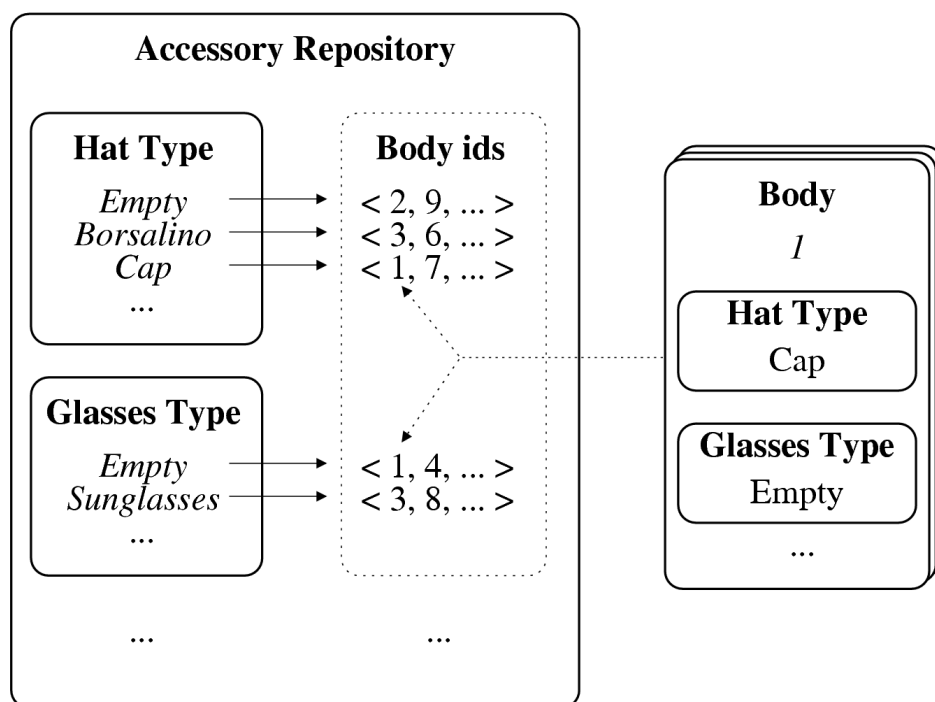 Accessory Repository
Hat Type
Empty
Borsalino
Cap
...
Body ids
< 2, 9, ... >
< 3, 6, ... >
< 1, 7, ... >
Glasses Type
Empty
Sunglasses
...
< 1, 4, ... >
< 3, 8, ... >
...
...
Body
1
Hat Type
Cap
Glasses Type
Empty
...